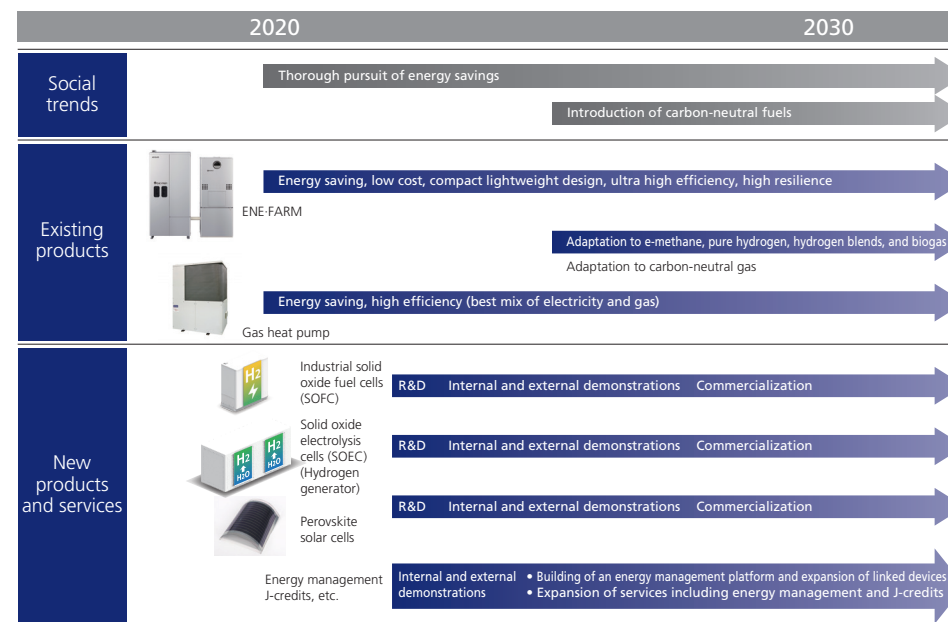 2020
2030
Social
trends
Thorough pursuit of energy savings
Introduction of carbon-neutral fuels
Existing
products
ENE·FARM
Energy saving, low cost, compact lightweight design, ultra high efficiency, high resilience
Adaptation to e-methane, pure hydrogen, hydrogen blends, and biogas
Adaptation to carbon-neutral gas
Energy saving, high efficiency (best mix of electricity and gas)
Gas heat pump
New
products
and services
H2
Industrial solid
oxide fuel cells
(SOFC)
R&D Internal and external demonstrations Commercialization
H2
H2O
H2
H2O
Solid oxide
electrolysis
cells (SOEC)
(Hydrogen
generator)
R&D Internal and external demonstrations Commercialization
Perovskite
solar cells
R&D Internal and external demonstrations Commercialization
Energy management
J-credits, etc.
Internal and external
demonstrations
• Building of an energy management platform and expansion of linked devices
• Expansion of services including energy management and J-credits